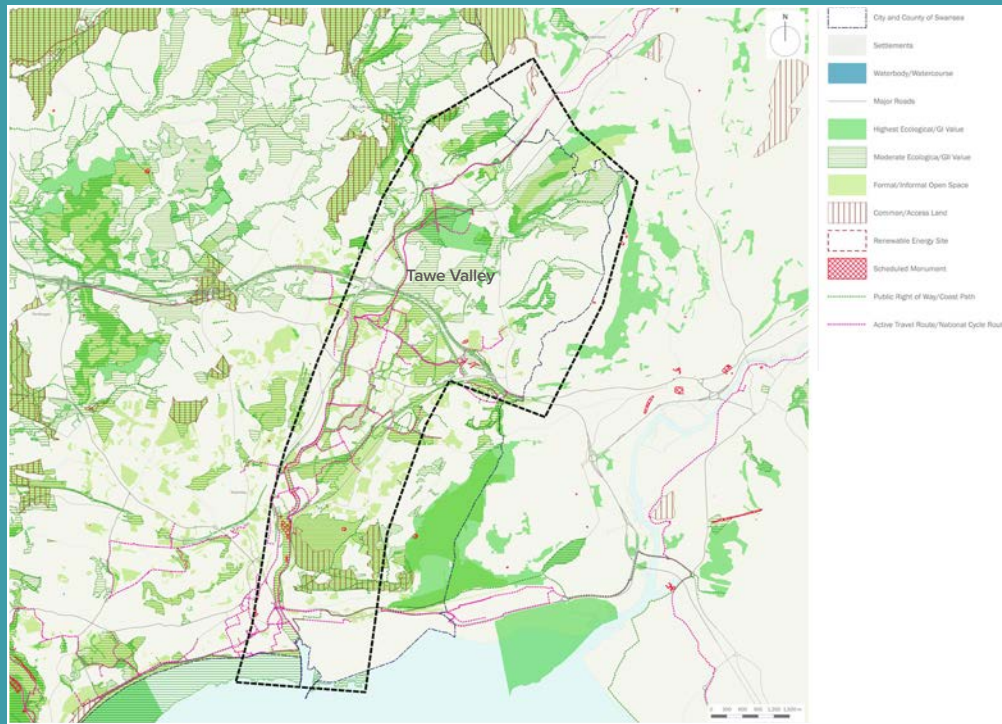 N
Tawe Valley
City and County of Swansea
Settlements
Waterbody/Watercourse
Major Roads
Highest Ecological/GI Value
Moderate Ecologica/GII Value
Formal/Informal Open Space
Common/Access Land
Renewable Energy Site
Scheduled Monument
Public Right of Way/Coast Path
Active Travel Route/National Cycle Rout